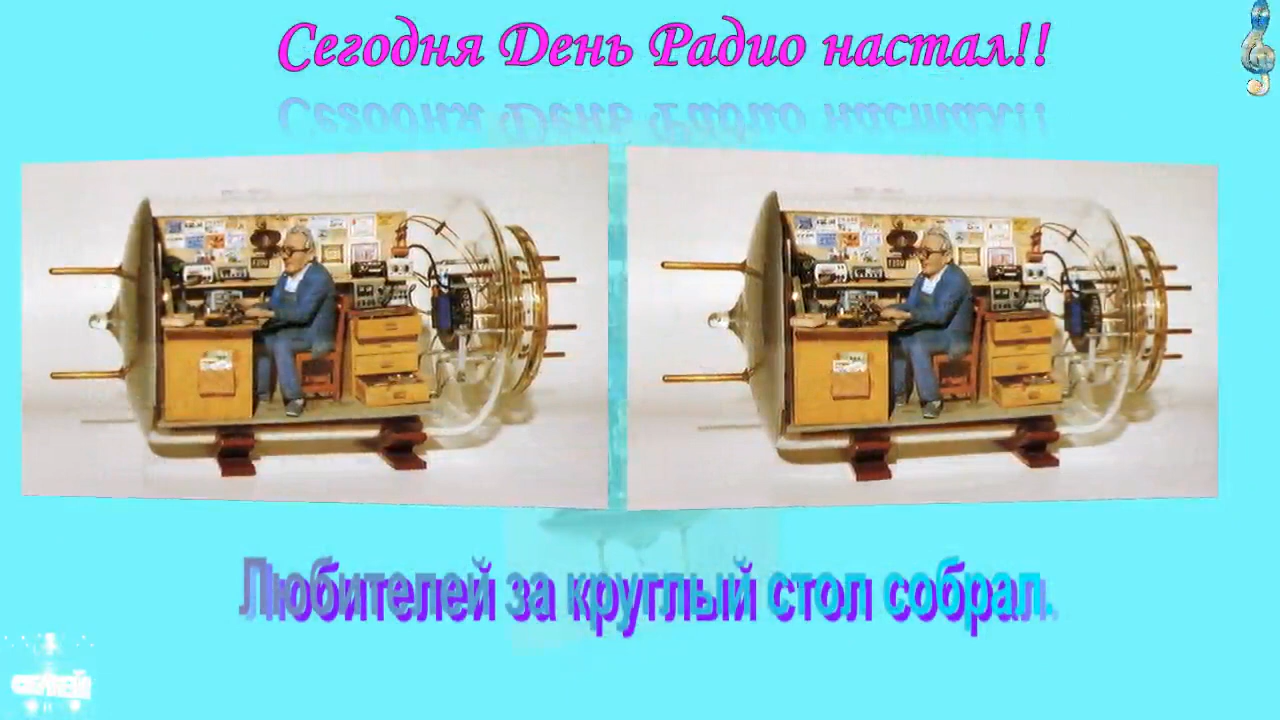 Сегодня День Радио настал!!
Любителей за круглый стол собрал.